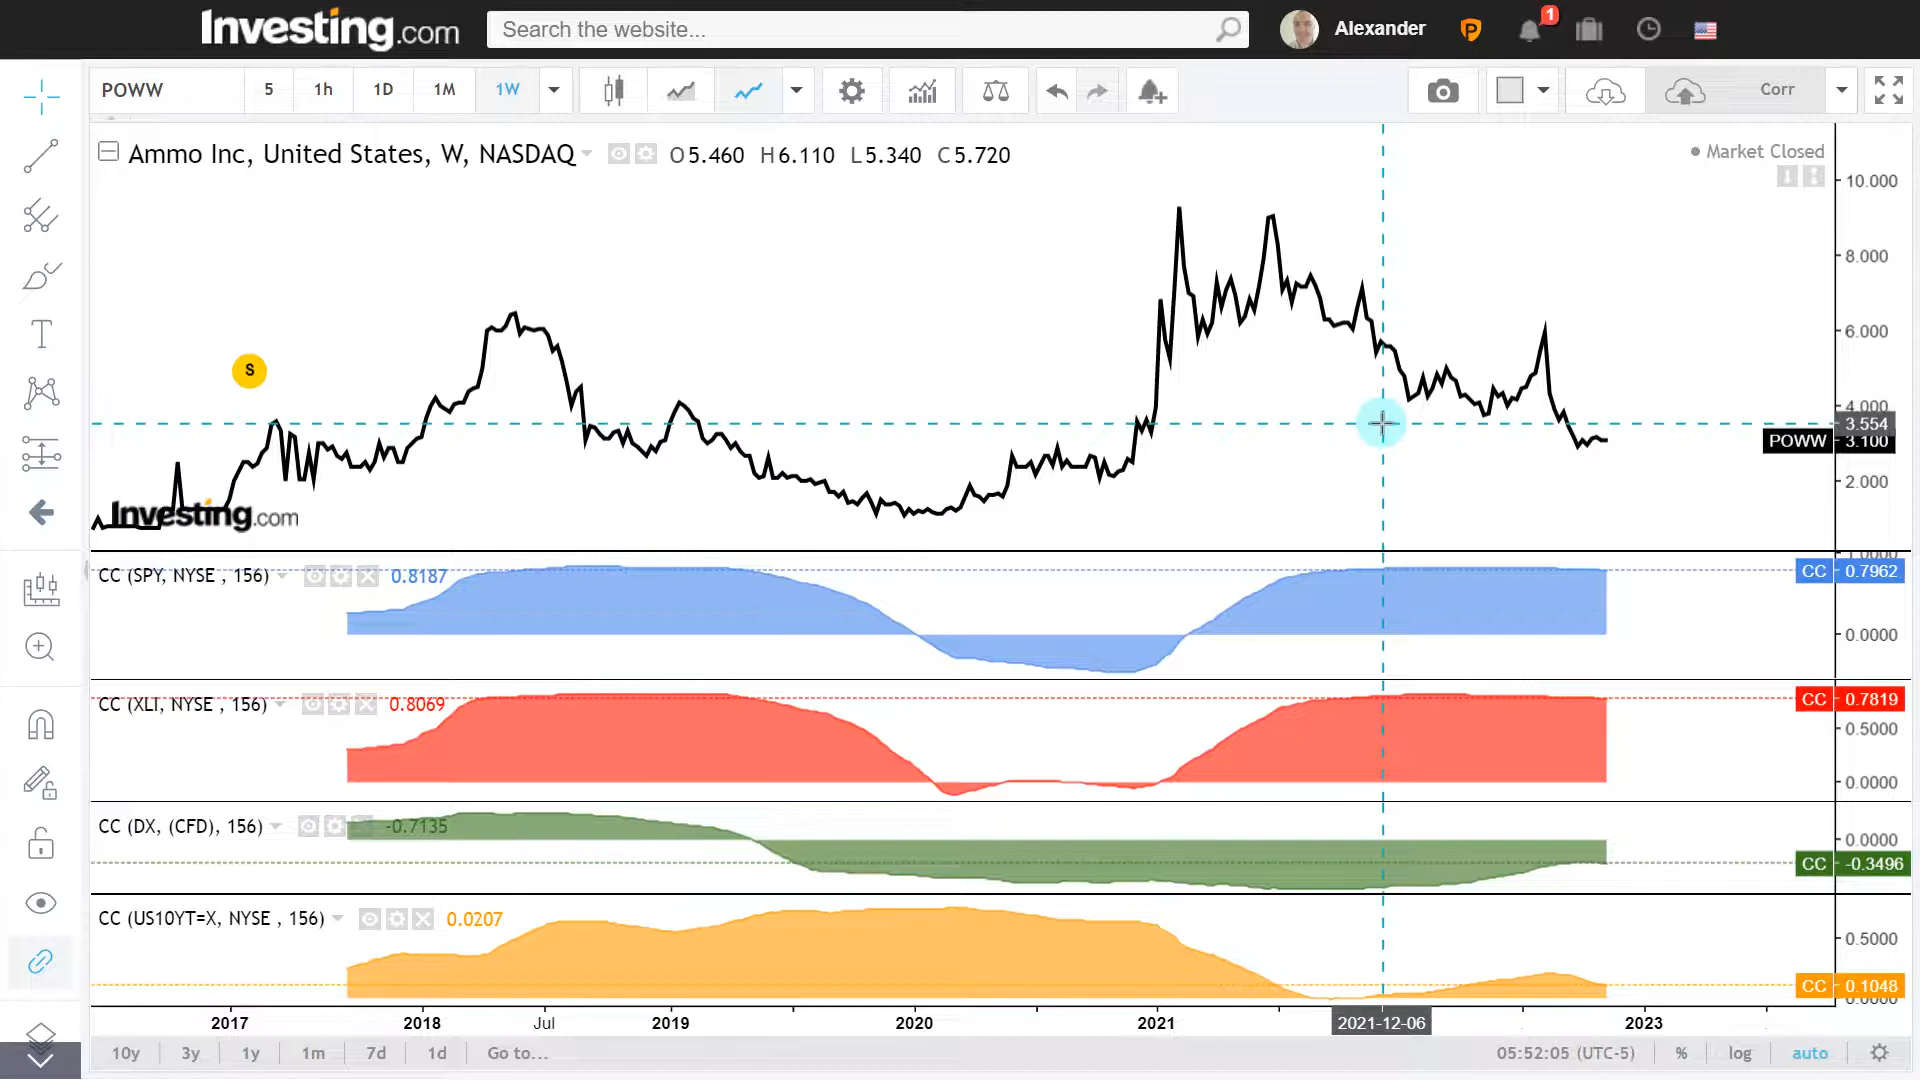 Investing.com
Search the website...
Alexander
1
POWW 5 1h 1D 1M 1W Corr
Ammo Inc, United States, W, NASDAQ O5.460 H6.110 L5.340 C5.720
Market Closed
10.000
8.000
6.000
4.000
3.554
POWW 3.100
2.000
S
Investing.com
CC (SPY, NYSE , 156) 0.8187
1.0000
CC 0.7962
0.0000
CC (XLI, NYSE , 156) 0.8069
CC 0.7819
0.5000
0.0000
CC (DX, (CFD), 156) -0.7135
0.0000
CC -0.3496
CC (US10YT=X, NYSE , 156) 0.0207
0.5000
CC 0.1048
0.0000
2017 2018 Jul 2019 2020 2021 2021-12-06 2023
10y 3y 1y 1m 7d 1d Go to... 05:52:05 (UTC-5) % log auto